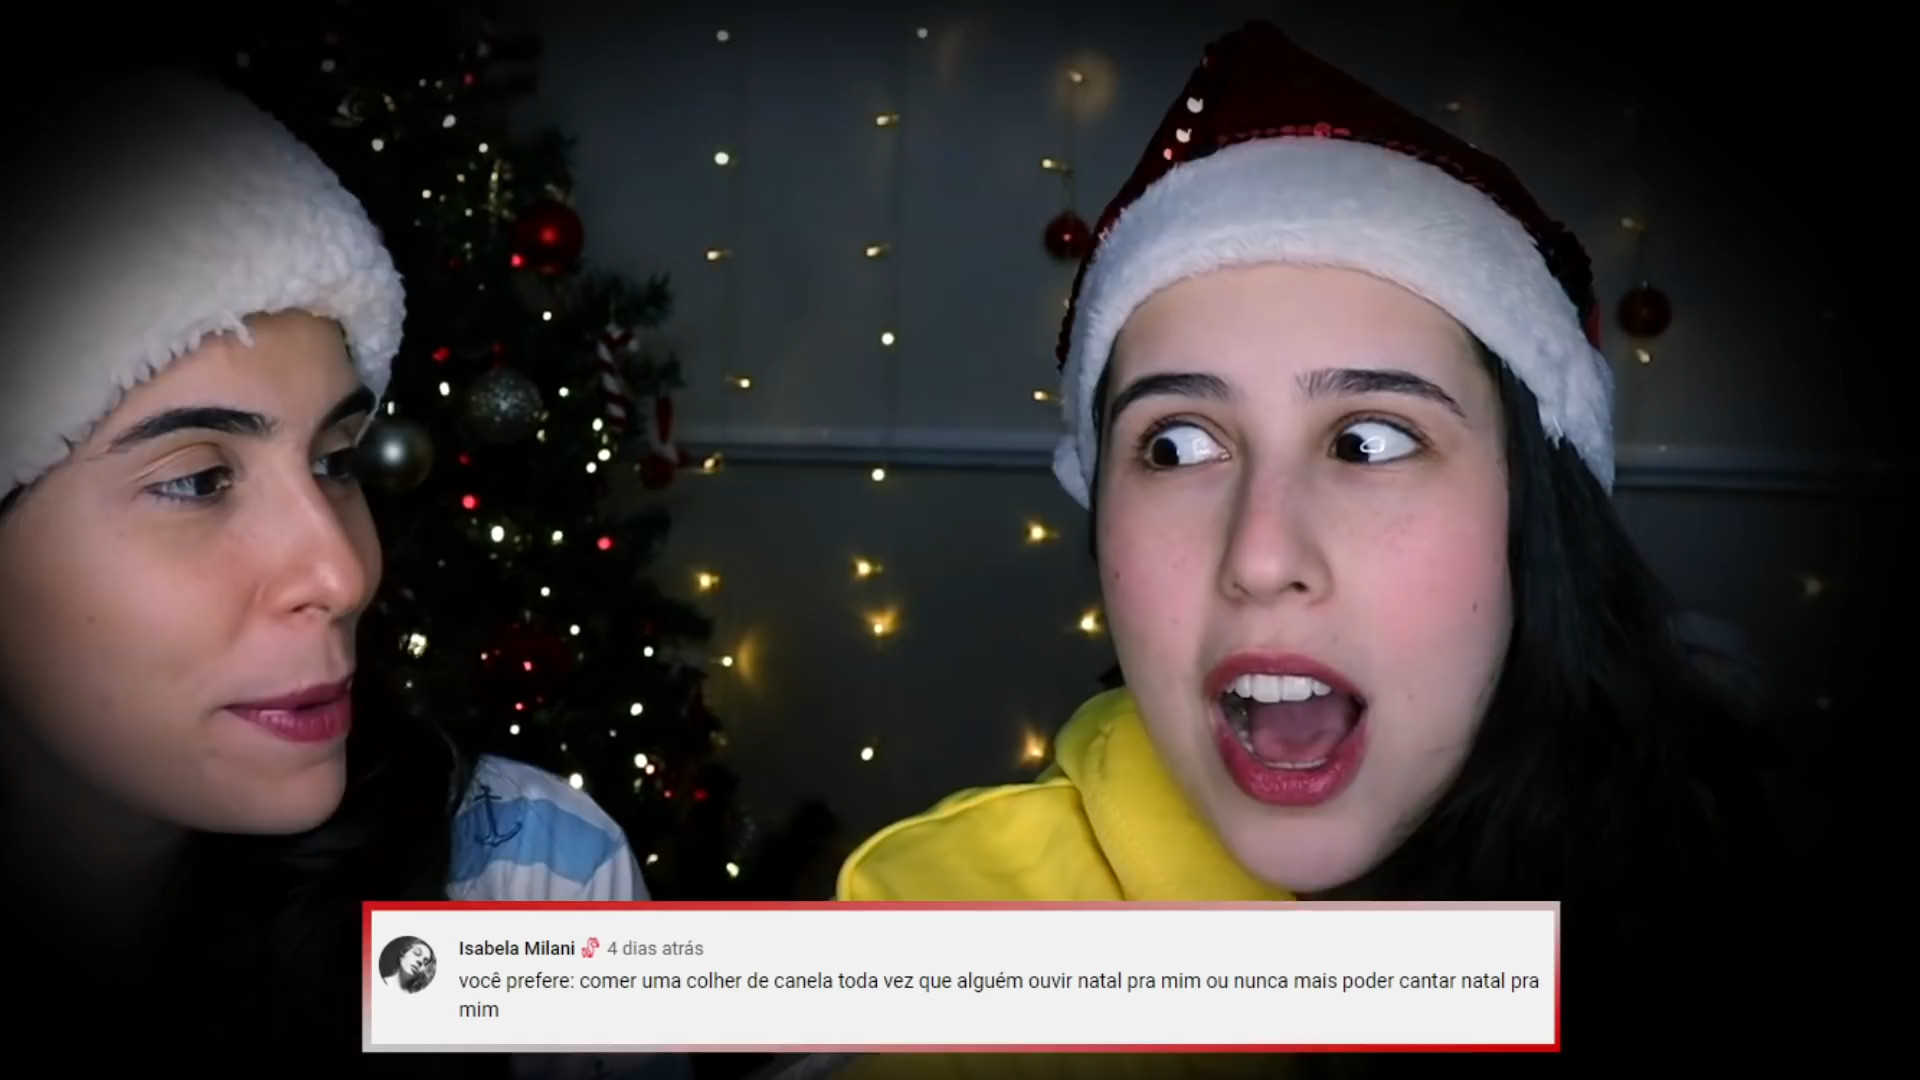 Isabela Milani 4 dias atrás
você prefere: comer uma colher de canela toda vez que alguém ouvir natal pra mim ou nunca mais poder cantar natal pra
mim